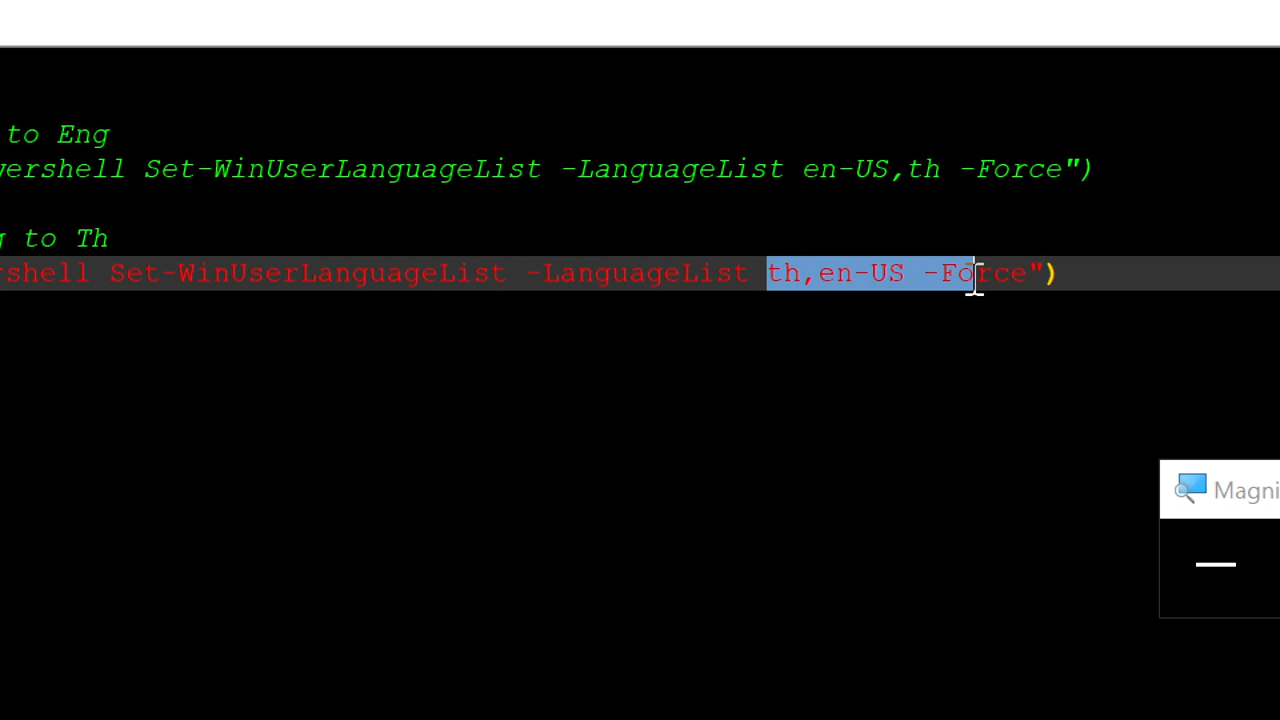 to Eng
wershell Set-WinUserLanguageList -LanguageList en-US,th -Force")
g to Th
rshell Set-WinUserLanguageList -LanguageList th,en-US -Force")
Magni